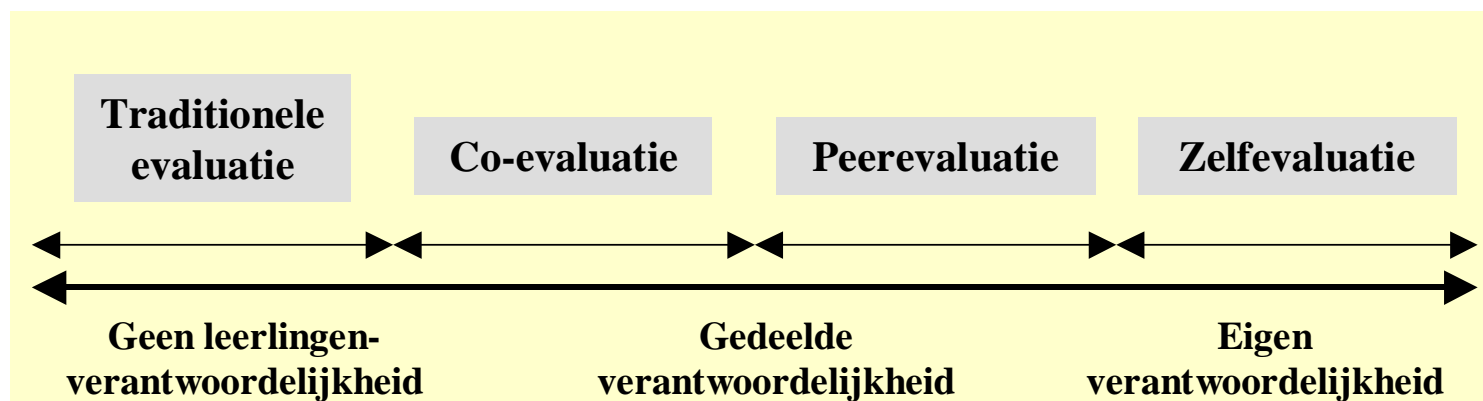 Traditionele
evaluatie
Co-evaluatie
Peerevaluatie
Zelfevaluatie
Geen leerlingen-
verantwoordelijkheid
Gedeelde
verantwoordelijkheid
Eigen
verantwoordelijkheid